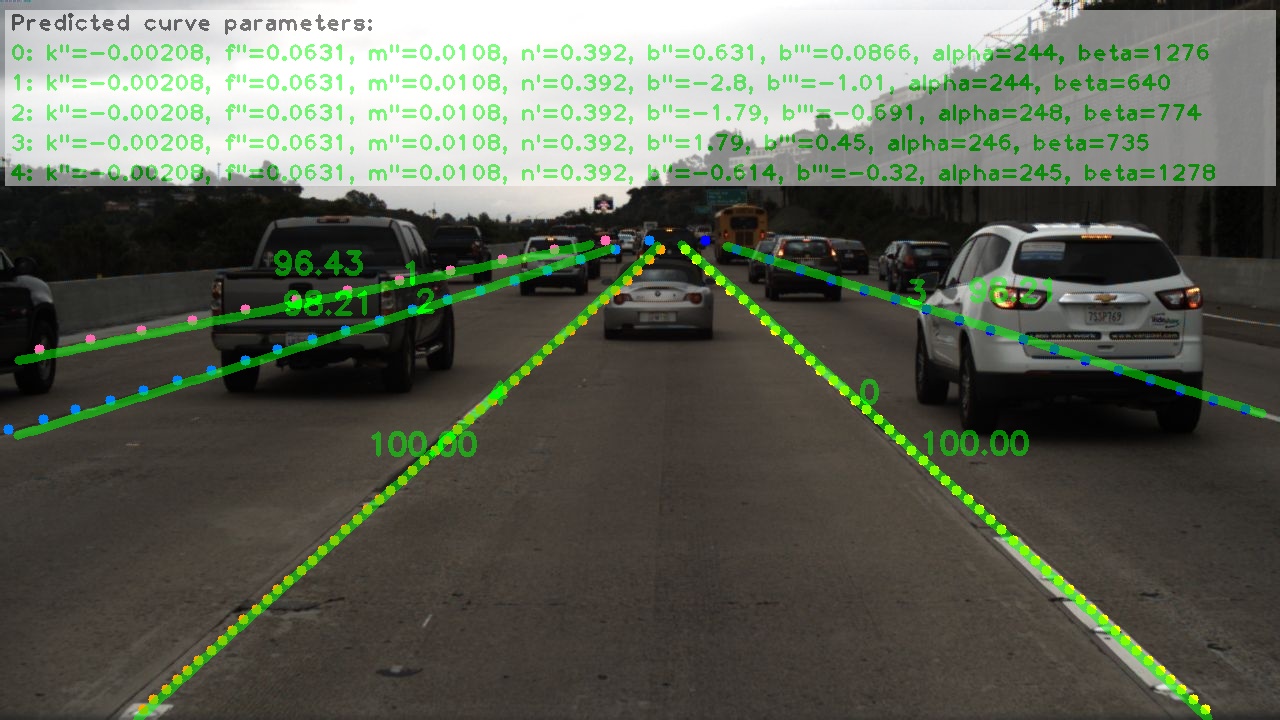 Predicted curve parameters:
0: k''=-0.00208, f''=0.0631, m''=0.0108, n'=0.392, b''=0.631, b'''=0.0866, alpha=244, beta=1276
1: k''=-0.00208, f''=0.0631, m''=0.0108, n'=0.392, b''=-2.8, b'''=-1.01, alpha=244, beta=640
2: k''=-0.00208, f''=0.0631, m''=0.0108, n'=0.392, b''=-1.79, b'''=-0.691, alpha=248, beta=774
3: k''=-0.00208, f''=0.0631, m''=0.0108, n'=0.392, b''=1.79, b'''=0.45, alpha=246, beta=735
4: k''=-0.00208, f''=0.0631, m''=0.0108, n'=0.392, b''=-0.614, b'''=-0.32, alpha=245, beta=1278
96.43
1
98.21
2
3
98.21
7SSP769
0
100.00
100.00